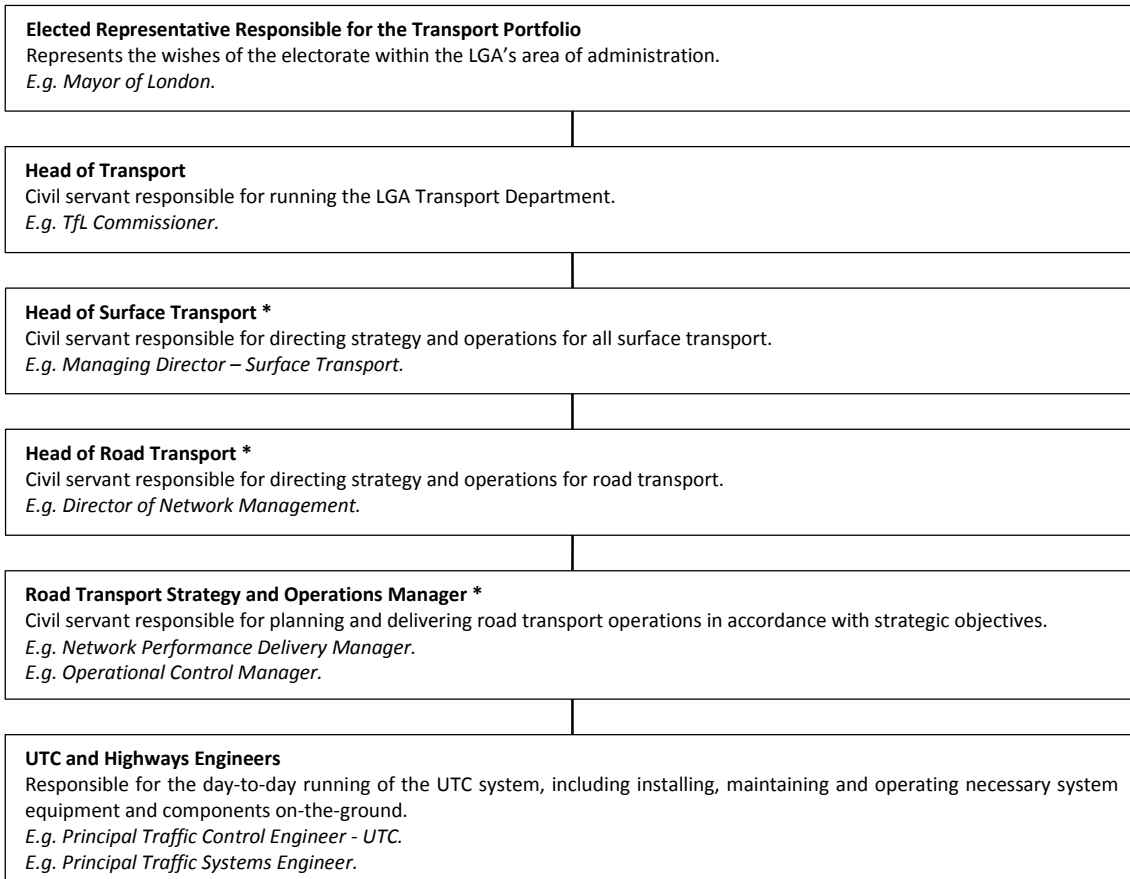 Elected Representative Responsible for the Transport Portfolio
Represents the wishes of the electorate within the LGA’s area of administration.
E.g. Mayor of London.
Head of Transport
Civil servant responsible for running the LGA Transport Department.
E.g. TfL Commissioner.
Head of Surface Transport *
Civil servant responsible for directing strategy and operations for all surface transport.
E.g. Managing Director – Surface Transport.
Head of Road Transport *
Civil servant responsible for directing strategy and operations for road transport.
E.g. Director of Network Management.
Road Transport Strategy and Operations Manager *
Civil servant responsible for planning and delivering road transport operations in accordance with strategic objectives.
E.g. Network Performance Delivery Manager.
E.g. Operational Control Manager.
UTC and Highways Engineers
Responsible for the day-to-day running of the UTC system, including installing, maintaining and operating necessary system
equipment and components on-the-ground.
E.g. Principal Traffic Control Engineer - UTC.
E.g. Principal Traffic Systems Engineer.